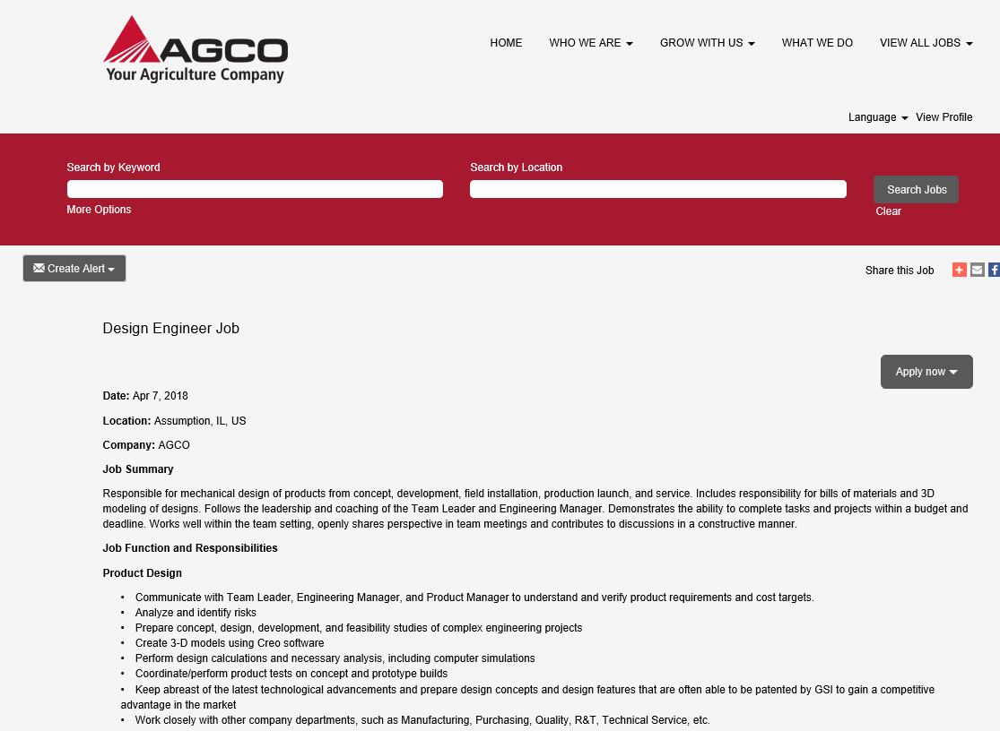 AGCO
Your Agriculture Company
HOME WHO WE ARE GROW WITH US WHAT WE DO VIEW ALL JOBS
Language View Profile
Search by Keyword Search by Location
Search Jobs
More Options Clear
Create Alert Share this Job
Design Engineer Job
Apply now
Date: Apr 7, 2018
Location: Assumption, IL, US
Company: AGCO
Job Summary
Responsible for mechanical design of products from concept, development, field installation, production launch, and service. Includes responsibility for bills of materials and 3D
modeling of designs. Follows the leadership and coaching of the Team Leader and Engineering Manager. Demonstrates the ability to complete tasks and projects within a budget and
deadline. Works well within the team setting, openly shares perspective in team meetings and contributes to discussions in a constructive manner.
Job Function and Responsibilities
Product Design
• Communicate with Team Leader, Engineering Manager, and Product Manager to understand and verify product requirements and cost targets.
• Analyze and identify risks
• Prepare concept, design, development, and feasibility studies of complex engineering projects
• Create 3-D models using Creo software
• Perform design calculations and necessary analysis, including computer simulations
• Coordinate/perform product tests on concept and prototype builds
• Keep abreast of the latest technological advancements and prepare design concepts and design features that are often able to be patented by GSI to gain a competitive
advantage in the market
• Work closely with other company departments, such as Manufacturing, Purchasing, Quality, R&T, Technical Service, etc.